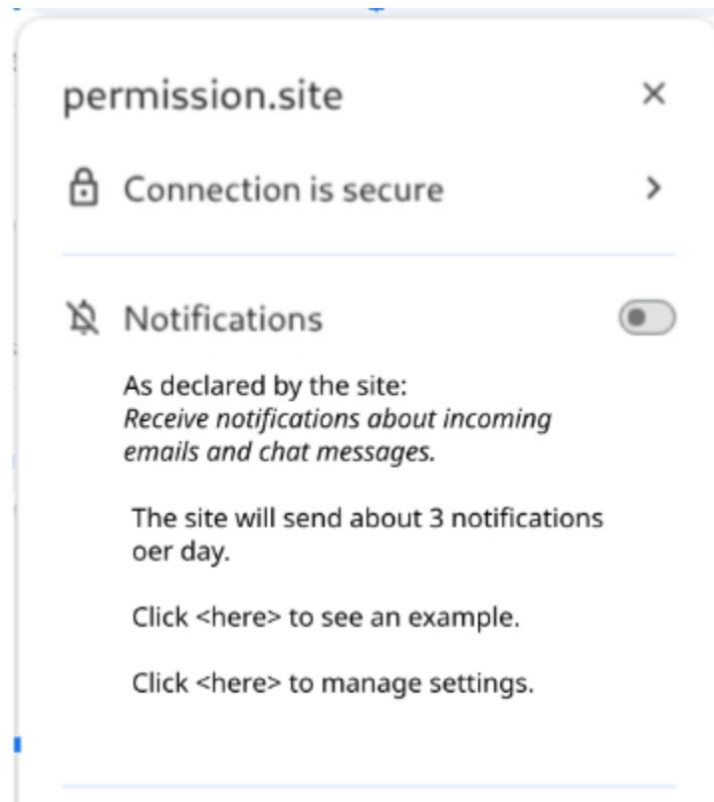 permission.site
Connection is secure
Notifications
As declared by the site:
Receive notifications about incoming
emails and chat messages.
The site will send about 3 notifications
oer day.
Click <here> to see an example.
Click <here> to manage settings.